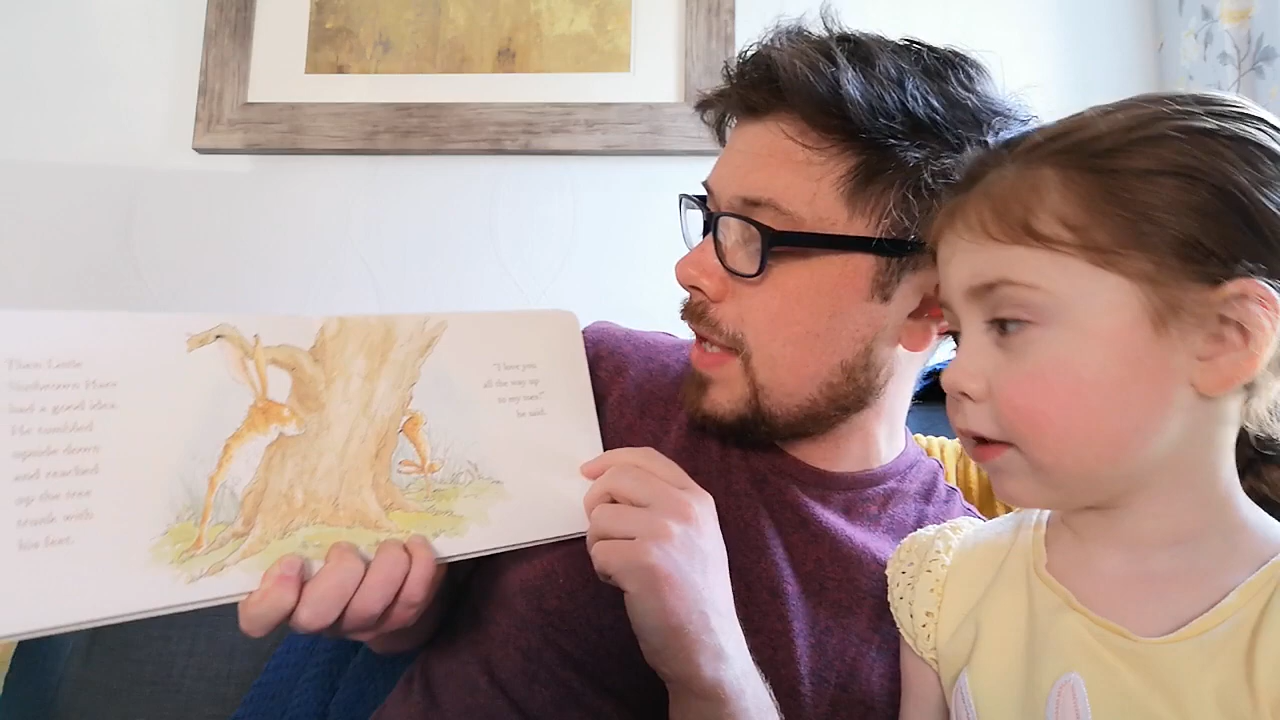 Then Little
Nutbrown Hare
had a good idea.
He tumbled
upside down
and reached
up the tree
trunk with
his feet.
"I love you
all the way up
to my toes!"
he said.